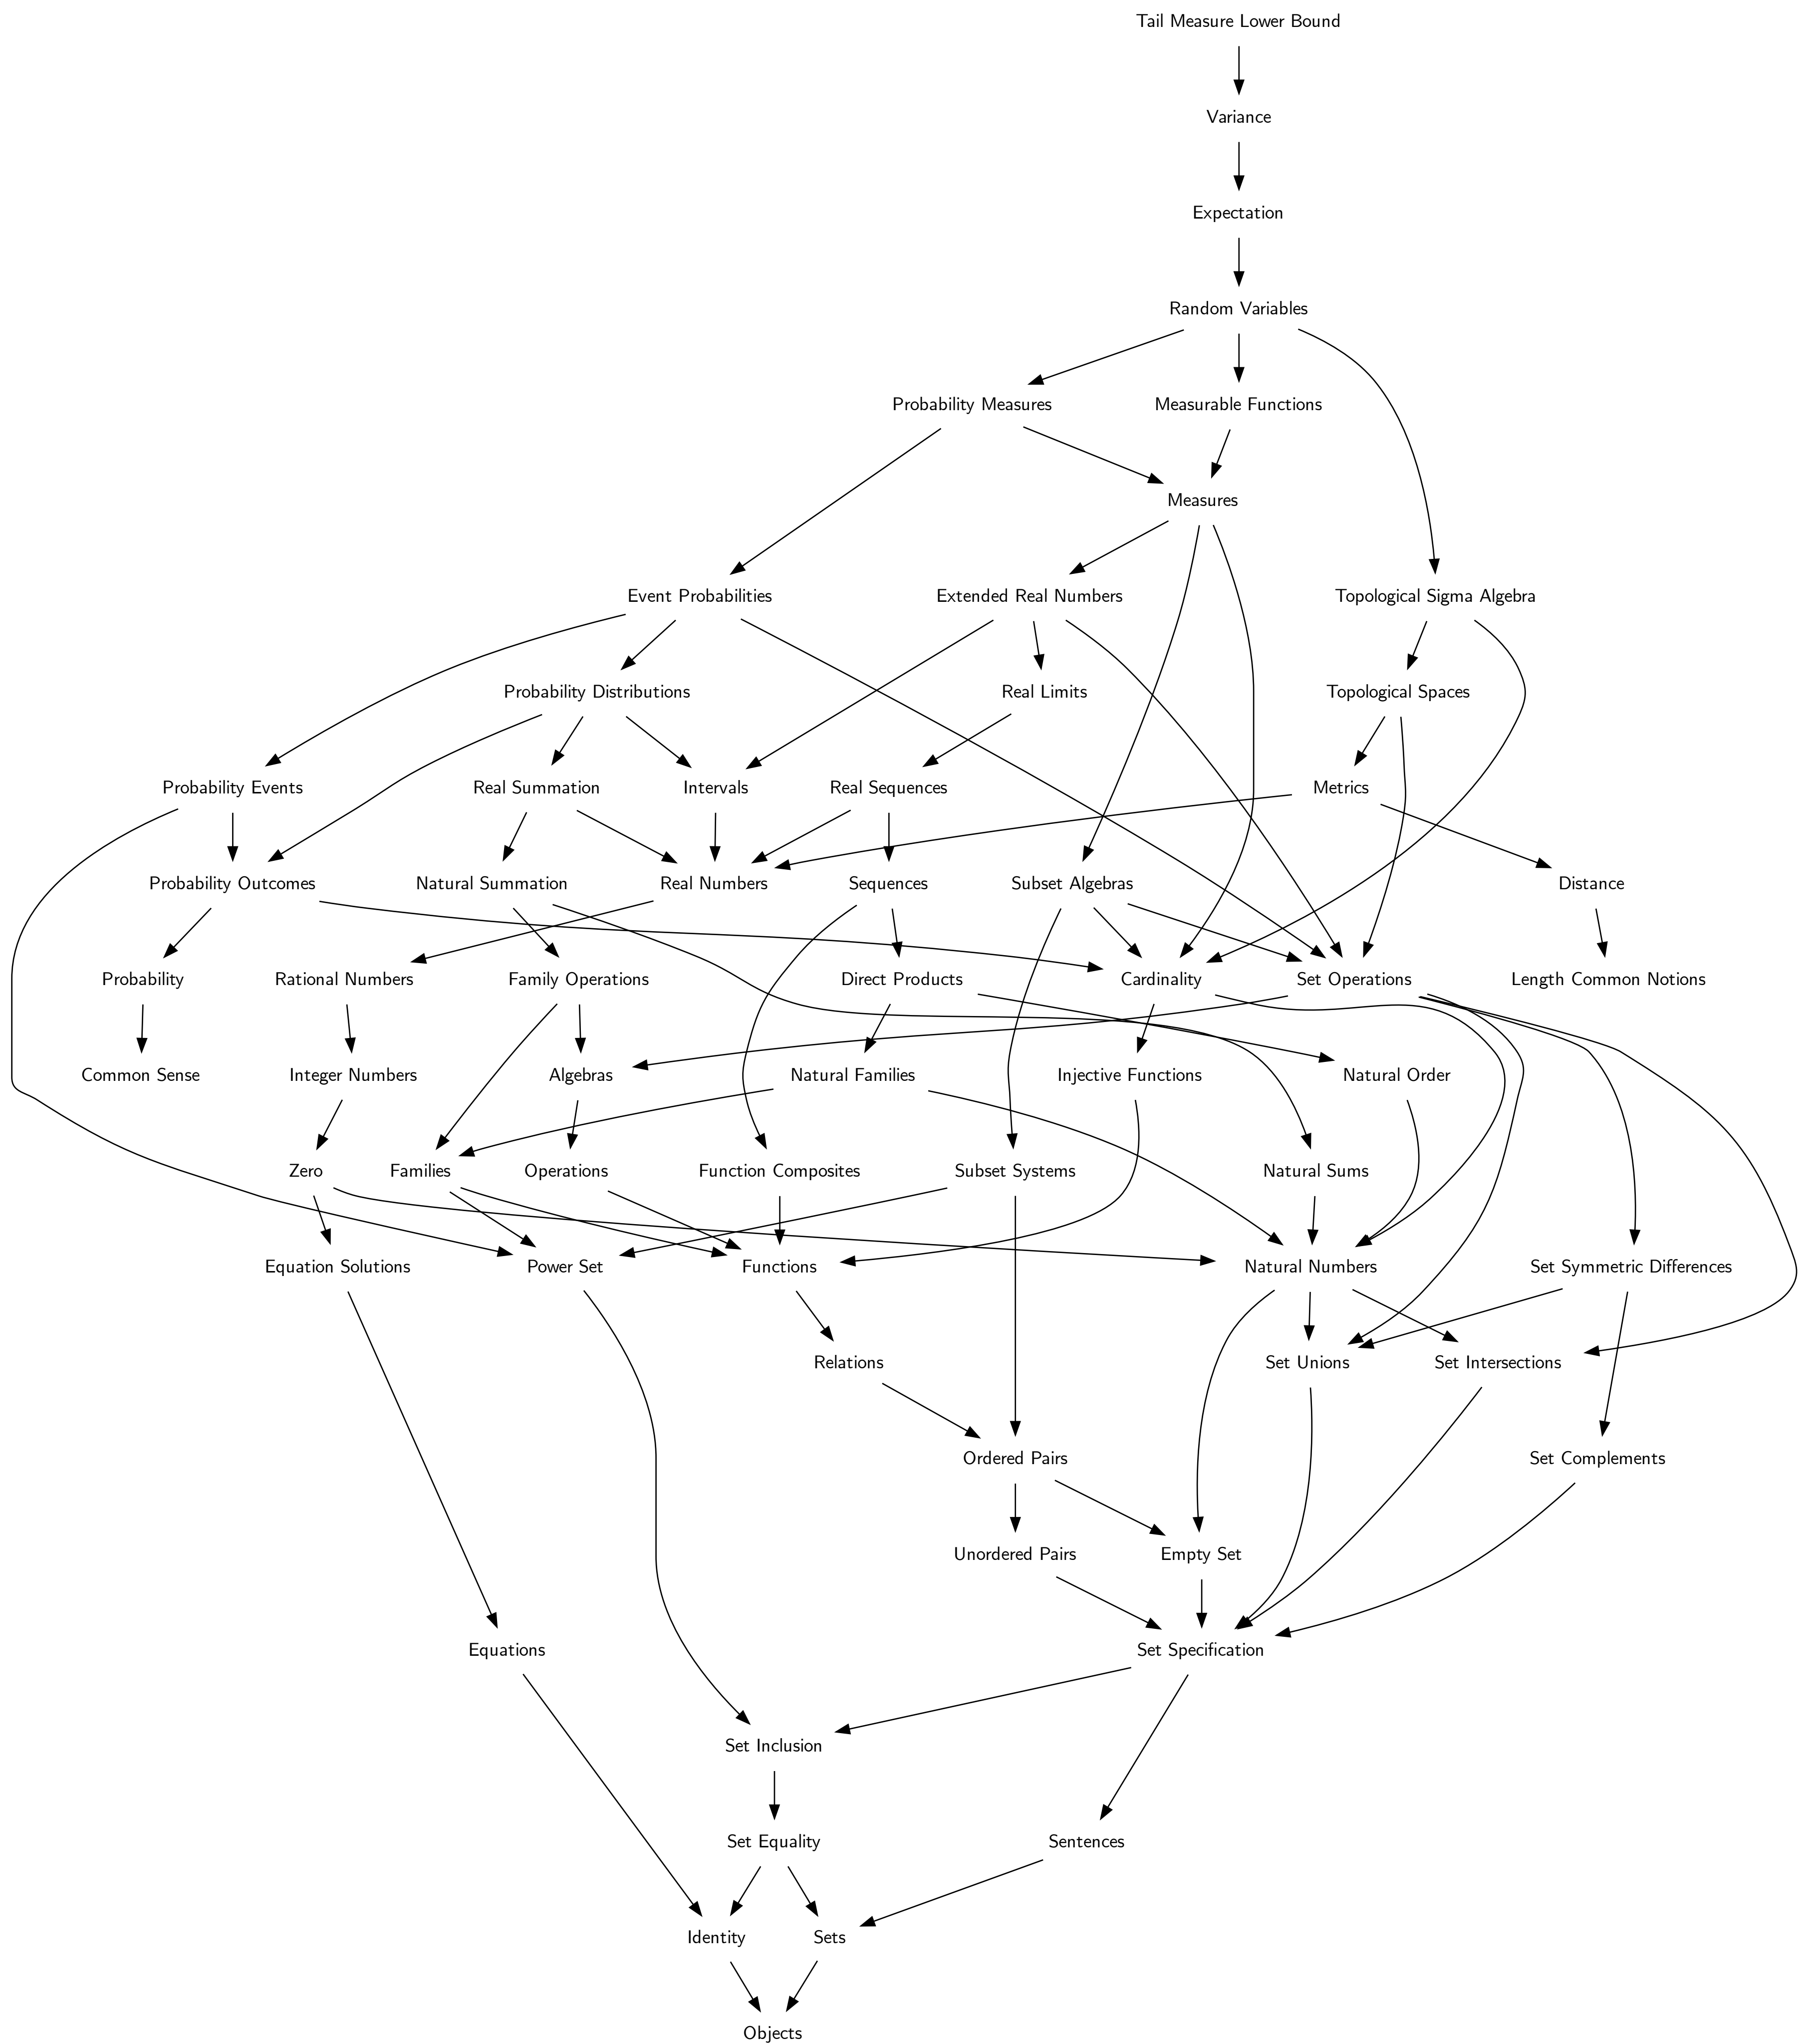 Tail Measure Lower Bound
Variance
Expectation
Random Variables
Probability Measures
Measurable Functions
Measures
Event Probabilities
Extended Real Numbers
Topological Sigma Algebra
Probability Distributions
Real Limits
Topological Spaces
Probability Events
Real Summation
Intervals
Real Sequences
Metrics
Probability Outcomes
Natural Summation
Real Numbers
Sequences
Subset Algebras
Distance
Probability
Rational Numbers
Family Operations
Direct Products
Cardinality
Set Operations
Length Common Notions
Common Sense
Integer Numbers
Algebras
Natural Families
Injective Functions
Natural Order
Zero
Families
Operations
Function Composites
Subset Systems
Natural Sums
Equation Solutions
Power Set
Functions
Natural Numbers
Set Symmetric Differences
Relations
Set Unions
Set Intersections
Ordered Pairs
Set Complements
Unordered Pairs
Empty Set
Equations
Set Specification
Set Inclusion
Set Equality
Sentences
Identity
Sets
Objects